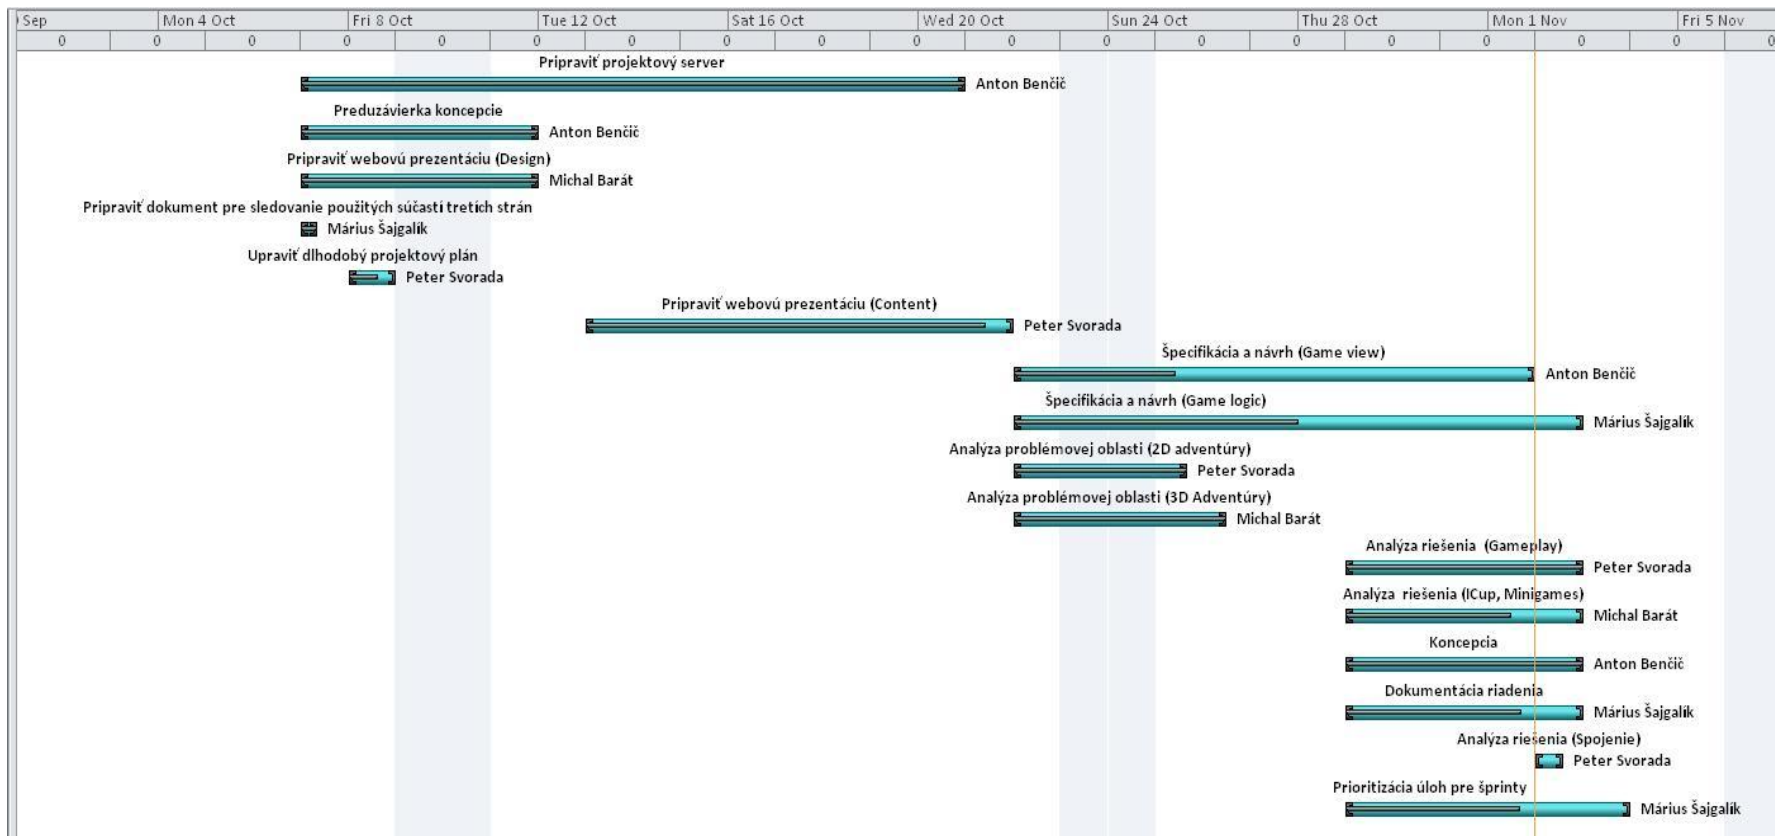 Sep Mon 4 Oct Fri 8 Oct Tue 12 Oct Sat 16 Oct Wed 20 Oct Sun 24 Oct Thu 28 Oct Mon 1 Nov Fri 5 Nov
0 0 0 0 0 0 0 0 0 0 0 0 0 0 0 0 0 0 0
Pripraviť projektový server
Anton Benčič
Preduzávierka koncepcie
Anton Benčič
Pripraviť webovú prezentáciu (Design)
Michal Barát
Pripraviť dokument pre sledovanie použitých súčastí tretích strán
Márius Šajgalík
Upraviť dlhodobý projektový plán
Peter Svorada
Pripraviť webovú prezentáciu (Content)
Peter Svorada
Špecifikácia a návrh (Game view)
Anton Benčič
Špecifikácia a návrh (Game logic)
Márius Šajgalík
Analýza problémovej oblasti (2D adventúry)
Peter Svorada
Analýza problémovej oblasti (3D Adventúry)
Michal Barát
Analýza riešenia (Gameplay)
Peter Svorada
Analýza riešenia (ICup, Minigames)
Michal Barát
Koncepcia
Anton Benčič
Dokumentácia riadenia
Márius Šajgalík
Analýza riešenia (Spojenie)
Peter Svorada
Prioritizácia úloh pre šprinty
Márius Šajgalík